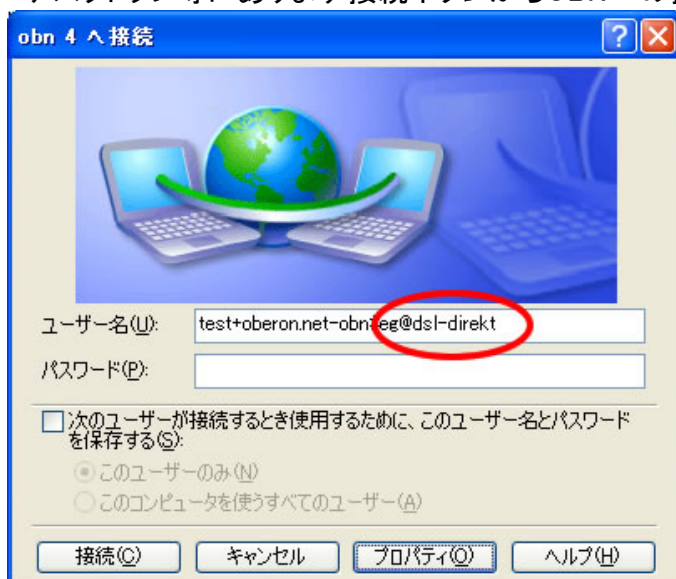 obn 4 へ接続
ユーザー名(U):
test+oberon.net-obn#eg@dsl-direkt
パスワード(P):
次のユーザーが接続するとき使用するために、このユーザー名とパスワード
を保存する(S):
このユーザーのみ(N)
このコンピュータを使うすべてのユーザー(A)
接続(C)
キャンセル
プロパティ(O)
ヘルプ(H)